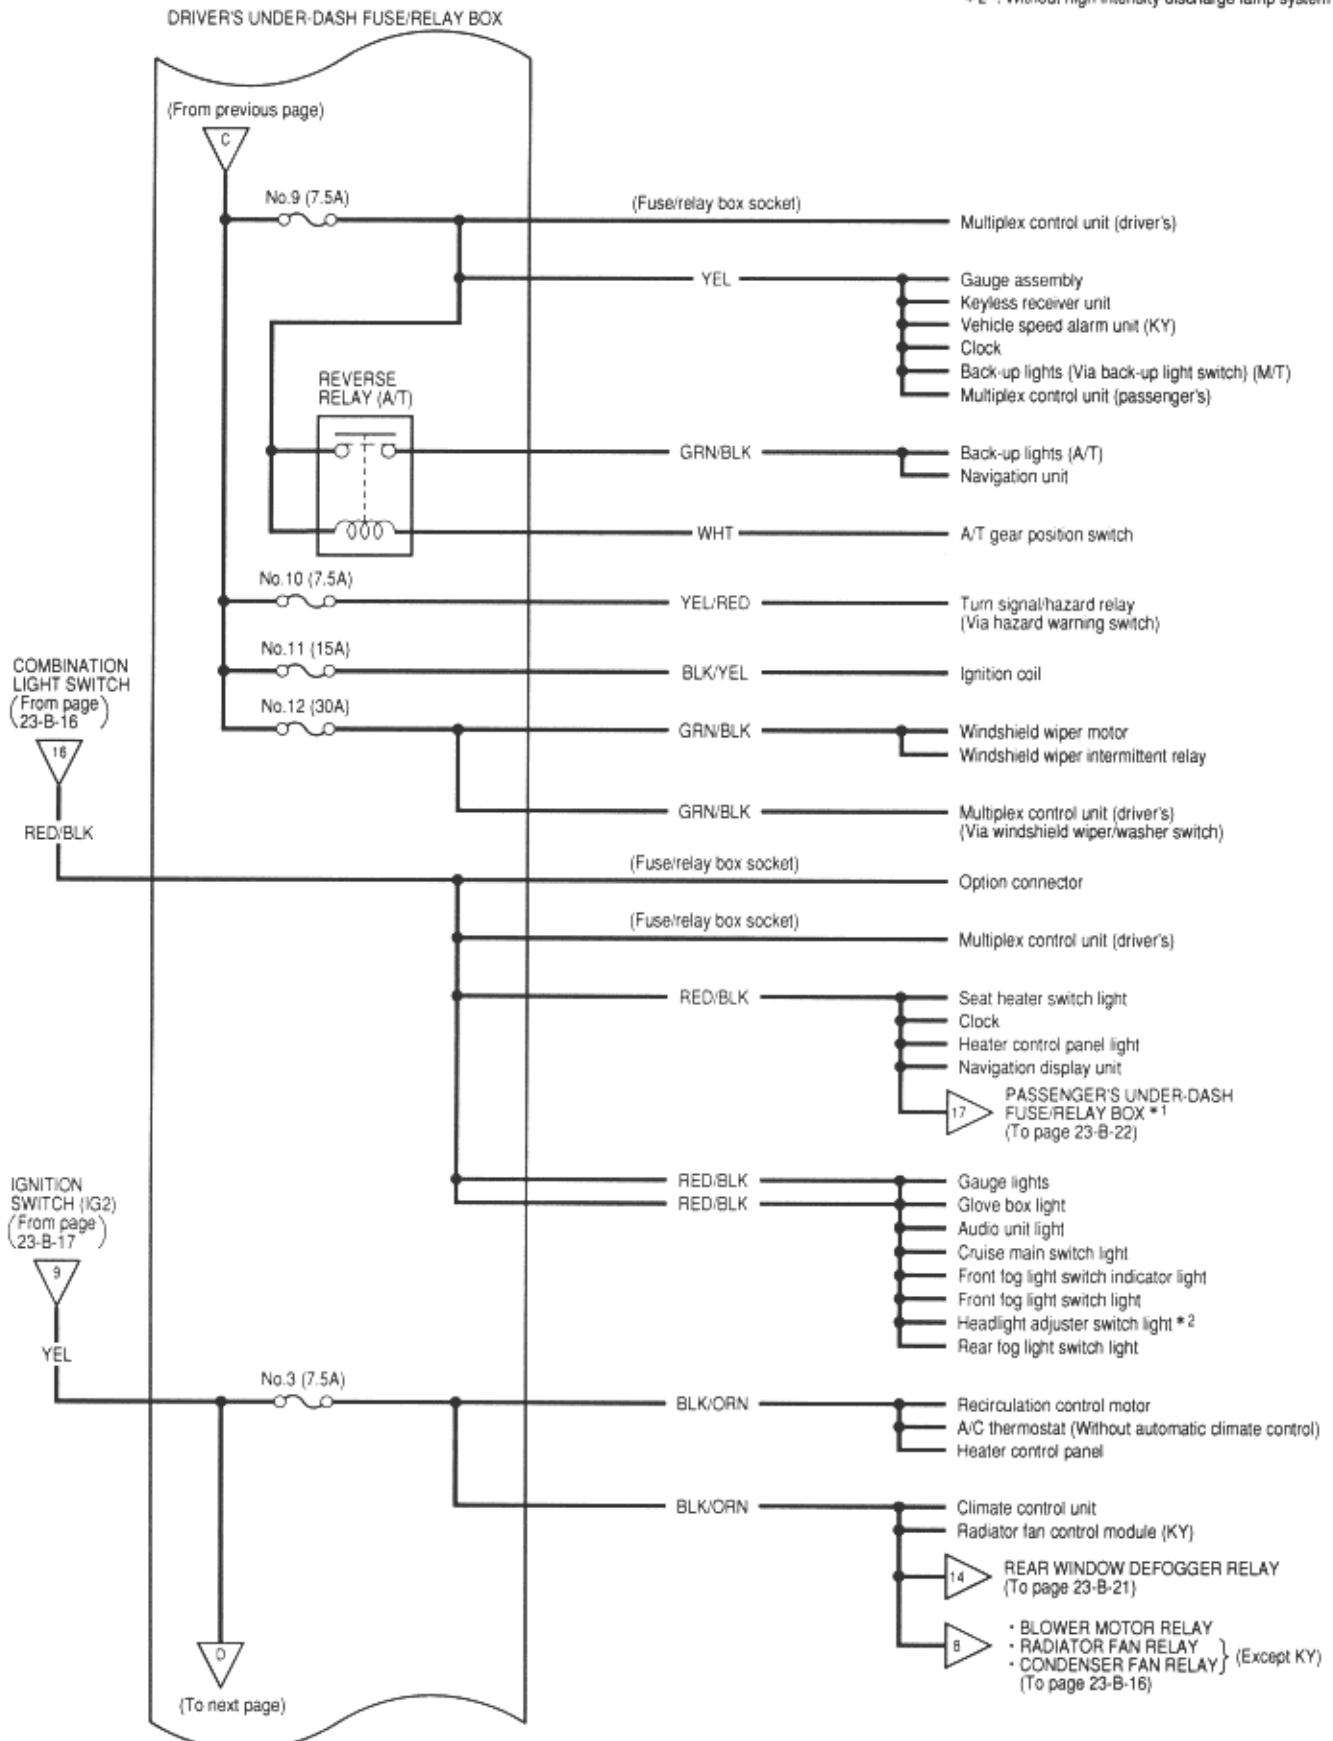 *2 : Without high intensity discharge lamp system
DRIVER'S UNDER-DASH FUSE/RELAY BOX
(From previous page)
C
No.9 (7.5A)
(Fuse/relay box socket)
Multiplex control unit (driver's)
YEL
Gauge assembly
Keyless receiver unit
Vehicle speed alarm unit (KY)
Clock
Back-up lights (Via back-up light switch) (M/T)
Multiplex control unit (passenger's)
REVERSE
RELAY (A/T)
GRN/BLK
Back-up lights (A/T)
Navigation unit
WHT
A/T gear position switch
No.10 (7.5A)
YEL/RED
Turn signal/hazard relay
(Via hazard warning switch)
No.11 (15A)
BLK/YEL
Ignition coil
No.12 (30A)
GRN/BLK
Windshield wiper motor
Windshield wiper intermittent relay
GRN/BLK
Multiplex control unit (driver's)
(Via windshield wiper/washer switch)
COMBINATION
LIGHT SWITCH
(From page
23-B-16)
16
RED/BLK
(Fuse/relay box socket)
Option connector
(Fuse/relay box socket)
Multiplex control unit (driver's)
RED/BLK
Seat heater switch light
Clock
Heater control panel light
Navigation display unit
17
PASSENGER'S UNDER-DASH
FUSE/RELAY BOX *1
(To page 23-B-22)
RED/BLK
Gauge lights
RED/BLK
Glove box light
Audio unit light
Cruise main switch light
Front fog light switch indicator light
Front fog light switch light
Headlight adjuster switch light *2
Rear fog light switch light
IGNITION
SWITCH (IG2)
(From page
23-B-17)
9
YEL
No.3 (7.5A)
BLK/ORN
Recirculation control motor
A/C thermostat (Without automatic climate control)
Heater control panel
BLK/ORN
Climate control unit
Radiator fan control module (KY)
14
REAR WINDOW DEFOGGER RELAY
(To page 23-B-21)
8
· BLOWER MOTOR RELAY
· RADIATOR FAN RELAY
· CONDENSER FAN RELAY
(Except KY)
(To page 23-B-16)
D
(To next page)